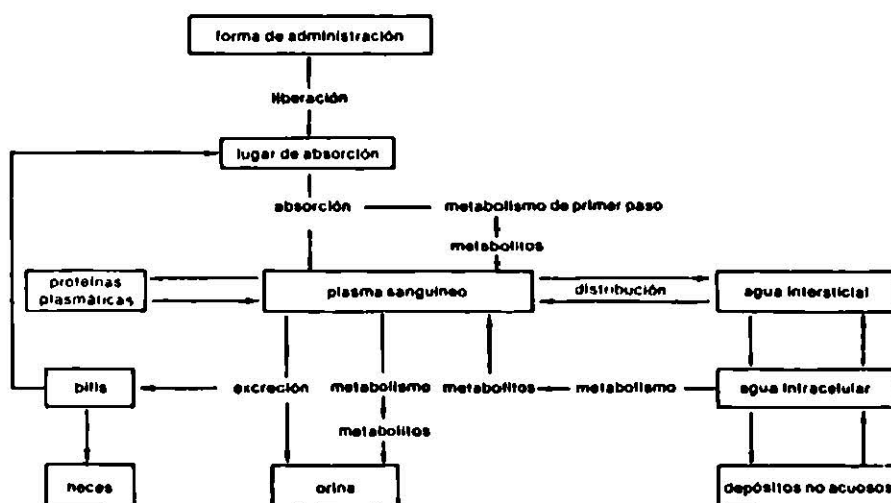 forma de administración
liberación
lugar de absorción
absorción
metabolismo de primer paso
metabolitos
proteínas
plasmáticas
plasma sanguíneo
distribución
agua intersticial
bilis
excreción
metabolismo
metabolitos
metabolismo
agua intracelular
metabolitos
heces
orina
depósitos no acuosos